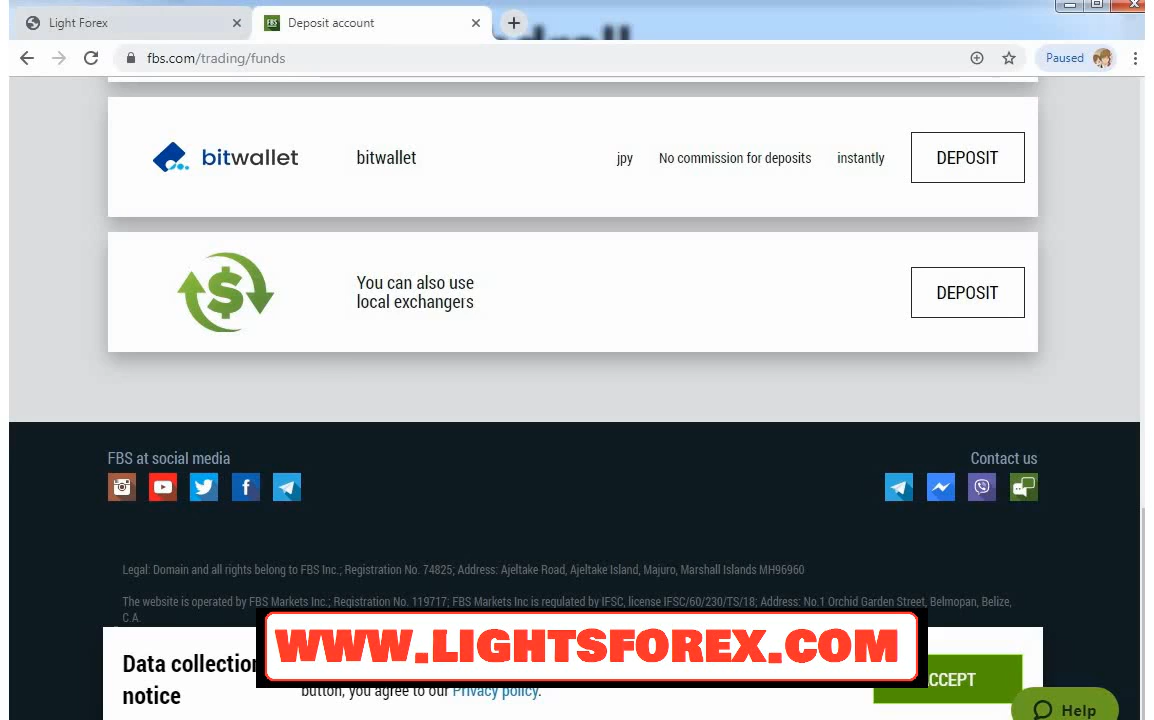 Light Forex
Deposit account
fbs.com/trading/funds
Paused
bitwallet
bitwallet
jpy
No commission for deposits
instantly
DEPOSIT
You can also use
local exchangers
DEPOSIT
FBS at social media
Contact us
Legal: Domain and all rights belong to FBS Inc.; Registration No. 74825; Address: Ajeltake Road, Ajeltake Island, Majuro, Marshall Islands MH96960
The website is operated by FBS Markets Inc.; Registration No. 119717; FBS Markets Inc is regulated by IFSC, license IFSC/60/230/TS/18; Address: No.1 Orchid Garden Street, Belmopan, Belize,
C.A.
WWW.LIGHTSFOREX.COM
Data collection
notice
button, you agree to our Privacy policy.
ACCEPT
Help